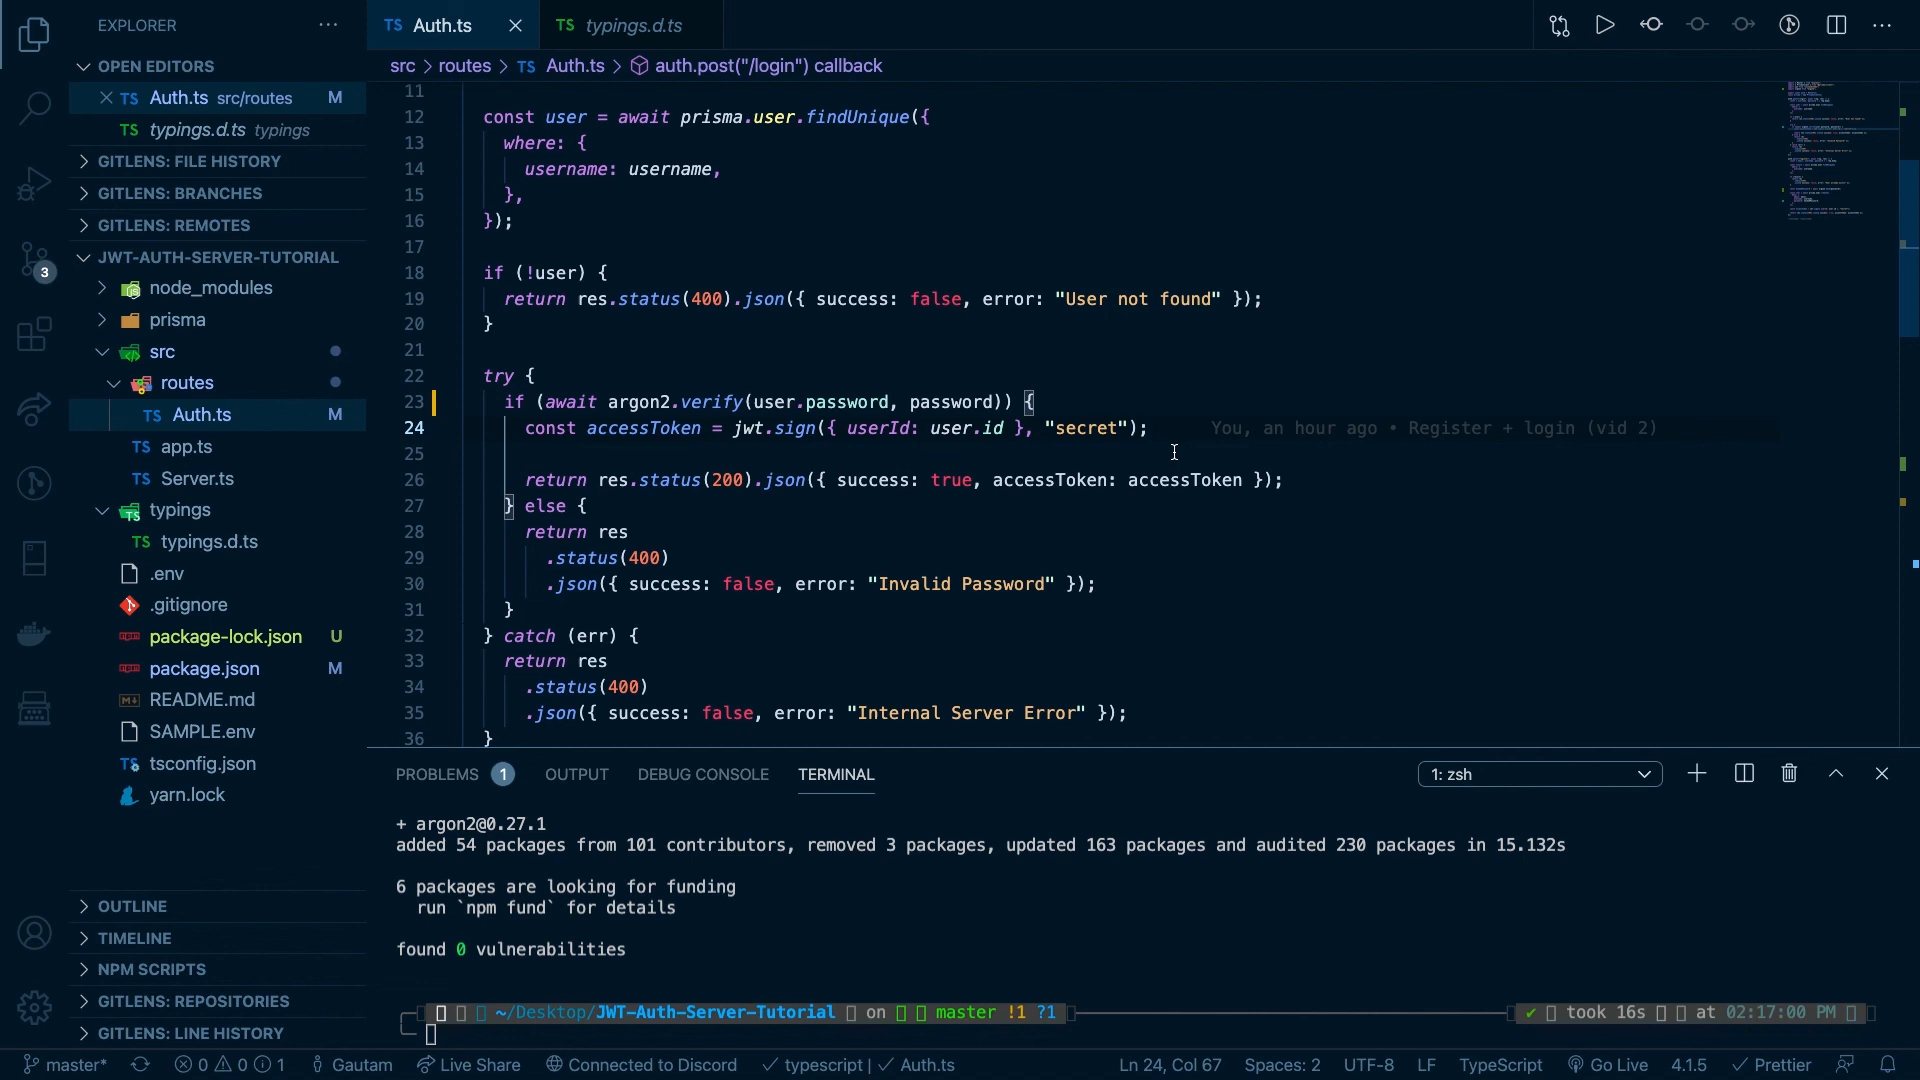 EXPLORER
Auth.ts
TS typings.d.ts
OPEN EDITORS
TS Auth.ts src/routes M
TS typings.d.ts typings
GITLENS: FILE HISTORY
GITLENS: BRANCHES
GITLENS: REMOTES
3
JWT-AUTH-SERVER-TUTORIAL
node_modules
prisma
src
routes
TS Auth.ts M
TS app.ts
TS Server.ts
typings
TS typings.d.ts
.env
.gitignore
package-lock.json U
package.json M
README.md
SAMPLE.env
tsconfig.json
yarn.lock
OUTLINE
TIMELINE
NPM SCRIPTS
GITLENS: REPOSITORIES
GITLENS: LINE HISTORY
src > routes > TS Auth.ts > auth.post("/login") callback
11
12 const user = await prisma.user.findUnique({
13 where: {
14 username: username,
15 },
16 });
17
18 if (!user) {
19 return res.status(400).json({ success: false, error: "User not found" });
20 }
21
22 try {
23 if (await argon2.verify(user.password, password)) {
24 const accessToken = jwt.sign({ userId: user.id }, "secret"); You, an hour ago • Register + login (vid 2)
25
26 return res.status(200).json({ success: true, accessToken: accessToken });
27 } else {
28 return res
29 .status(400)
30 .json({ success: false, error: "Invalid Password" });
31 }
32 } catch (err) {
33 return res
34 .status(400)
35 .json({ success: false, error: "Internal Server Error" });
36 }
PROBLEMS 1 OUTPUT DEBUG CONSOLE TERMINAL 1: zsh
+ argon2@0.27.1
added 54 packages from 101 contributors, removed 3 packages, updated 163 packages and audited 230 packages in 15.132s
6 packages are looking for funding
run `npm fund` for details
found 0 vulnerabilities
~/Desktop/JWT-Auth-Server-Tutorial on master !1 ?1 ✔ took 16s at 02:17:00 PM
master* 0 0 1 Gautam Live Share Connected to Discord typescript | Auth.ts Ln 24, Col 67 Spaces: 2 UTF-8 LF TypeScript Go Live 4.1.5 Prettier